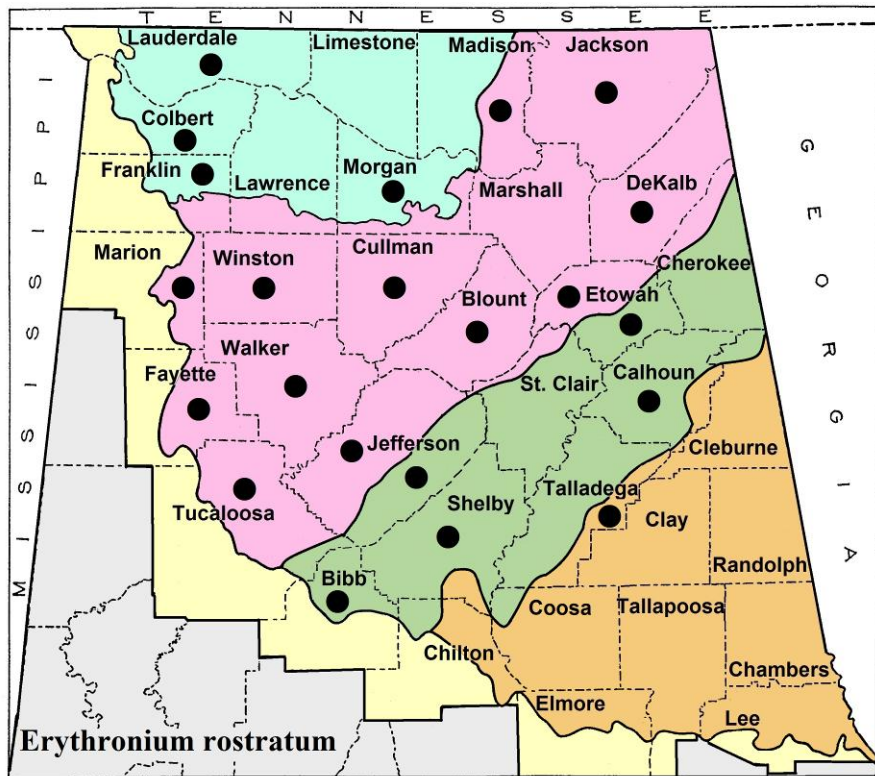 T E N N E S S E E
Lauderdale
Limestone
Madison
Jackson
Colbert
Franklin
Lawrence
Morgan
Marshall
DeKalb
Marion
Winston
Cullman
Cherokee
Blount
Etowah
Walker
Fayette
St. Clair
Calhoun
Jefferson
Cleburne
Tucaloosa
Shelby
Talladega
Clay
Randolph
Bibb
Coosa
Tallapoosa
Chilton
Chambers
Elmore
Lee
MISSISSIPPI
GEORGIA
Erythronium rostratum